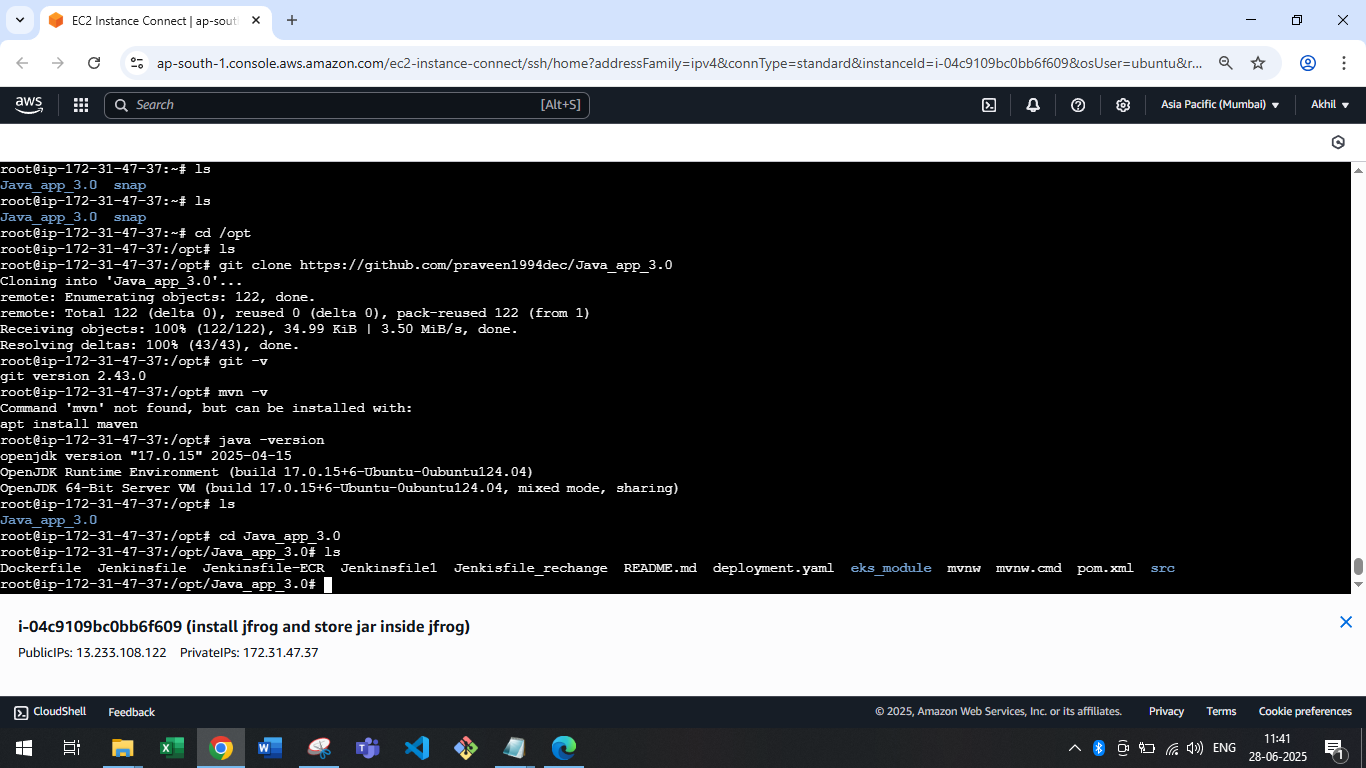 EC2 Instance Connect | ap-sout
ap-south-1.console.aws.amazon.com/ec2-instance-connect/ssh/home?addressFamily=ipv4&connType=standard&instanceId=i-04c9109bc0bb6f609&osUser=ubuntu&r...
aws
Search
[Alt+S]
Asia Pacific (Mumbai)
Akhil
root@ip-172-31-47-37:~# ls
Java_app_3.0  snap
root@ip-172-31-47-37:~# ls
Java_app_3.0  snap
root@ip-172-31-47-37:~# cd /opt
root@ip-172-31-47-37:/opt# ls
root@ip-172-31-47-37:/opt# git clone https://github.com/praveen1994dec/Java_app_3.0
Cloning into 'Java_app_3.0'...
remote: Enumerating objects: 122, done.
remote: Total 122 (delta 0), reused 0 (delta 0), pack-reused 122 (from 1)
Receiving objects: 100% (122/122), 34.99 KiB | 3.50 MiB/s, done.
Resolving deltas: 100% (43/43), done.
root@ip-172-31-47-37:/opt# git -v
git version 2.43.0
root@ip-172-31-47-37:/opt# mvn -v
Command 'mvn' not found, but can be installed with:
apt install maven
root@ip-172-31-47-37:/opt# java -version
openjdk version "17.0.15" 2025-04-15
OpenJDK Runtime Environment (build 17.0.15+6-Ubuntu-0ubuntu124.04)
OpenJDK 64-Bit Server VM (build 17.0.15+6-Ubuntu-0ubuntu124.04, mixed mode, sharing)
root@ip-172-31-47-37:/opt# ls
Java_app_3.0
root@ip-172-31-47-37:/opt# cd Java_app_3.0
root@ip-172-31-47-37:/opt/Java_app_3.0# ls
Dockerfile  Jenkinsfile  Jenkinsfile-ECR  Jenkinsfile1  Jenkisfile_rechange  README.md  deployment.yaml  eks_module  mvnw  mvnw.cmd  pom.xml  src
root@ip-172-31-47-37:/opt/Java_app_3.0#
i-04c9109bc0bb6f609 (install jfrog and store jar inside jfrog)
PublicIPs: 13.233.108.122    PrivateIPs: 172.31.47.37
CloudShell
Feedback
© 2025, Amazon Web Services, Inc. or its affiliates.
Privacy
Terms
Cookie preferences
ENG
11:41
28-06-2025
1